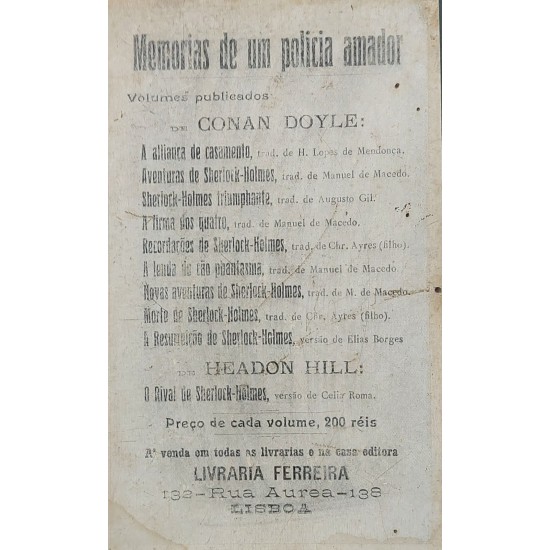 Memorias de um policia amador
Volumes publicados
DE CONAN DOYLE:
A alliança de casamento, trad. de H. Lopes de Mendonça.
Aventuras de Sherlock-Holmes, trad. de Manuel de Macedo.
Sherlock-Holmes triumphante, trad. de Augusto Gil.
A firma dos quatro, trad. de Manuel de Macedo.
Recordações de Sherlock-Holmes, trad. de Chr. Ayres (filho).
A lenda do cão phantasma, trad. de Manuel de Macedo.
Novas aventuras de Sherlock-Holmes, trad. de M. de Macedo.
Morte de Sherlock-Holmes, trad. de Chr. Ayres (filho).
A Resurreição de Sherlock-Holmes, versão de Elias Borges
DE HEADON HILL:
O Rival de Sherlock-Holmes, versão de Celia Roma.
Preço de cada volume, 200 réis
A' venda em todas as livrarias e na casa editora
LIVRARIA FERREIRA
132-Rua Aurea-138
LISBOA